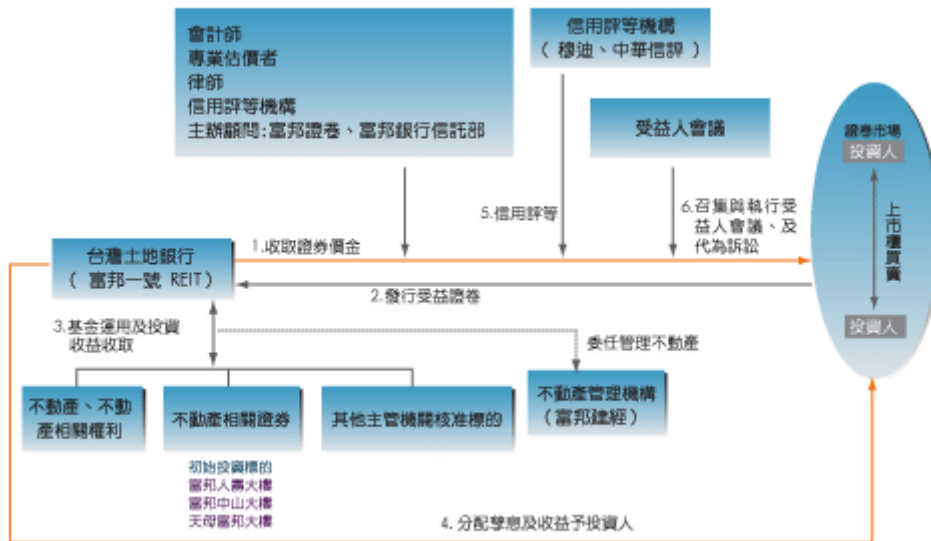 會計師
專業估價者
律師
信用評等機構
主辦顧問:富邦證卷、富邦銀行信託部
信用評等機構
( 穆迪、中華信評 )
受益人會議
證卷市場
投資人
上市櫃買賣
投資人
5.信用評等
6.召集與執行受
益人會議、及
代為訴訟
台灣土地銀行
( 富邦一號 REIT)
1.收取證券價金
2.發行受益證卷
3.基金運用及投資
收益收取
委任管理不動產
不動產、不動
產相關權利
不動產相關證券
其他主管機關核准標的
不動產管理機構
(富邦建經)
初始投資標的
富邦人壽大樓
富邦中山大樓
天母富邦大樓
4.分配孳息及收益予投資人